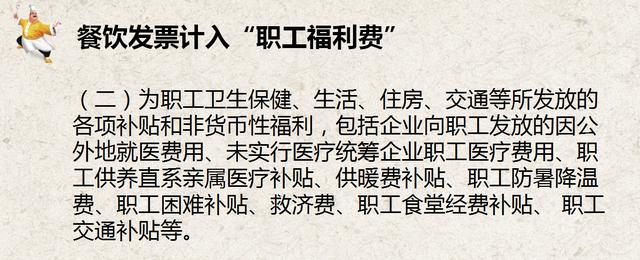 餐饮发票计入“职工福利费”
（二）为职工卫生保健、生活、住房、交通等所发放的
各项补贴和非货币性福利，包括企业向职工发放的因公
外地就医费用、未实行医疗统筹企业职工医疗费用、职
工供养直系亲属医疗补贴、供暖费补贴、职工防暑降温
费、职工困难补贴、救济费、职工食堂经费补贴、 职工
交通补贴等。